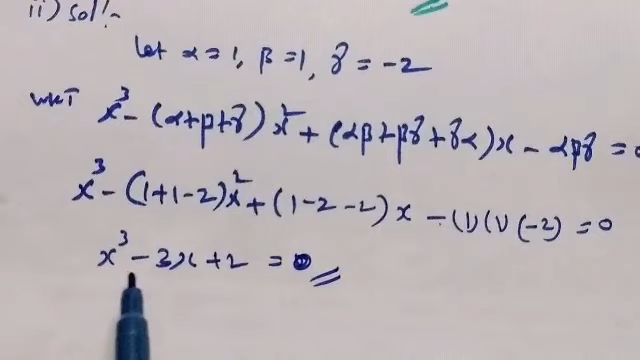 ii) Sol!:-
Let α = 1, β = 1, γ = -2
WKT x³ - (α+β+γ)x² + (αβ+βγ+γα)x - αβγ = 0
x³ - (1+1-2)x² + (1-2-2)x - (1)(1)(-2) = 0
x³ - 3x + 2 = 0